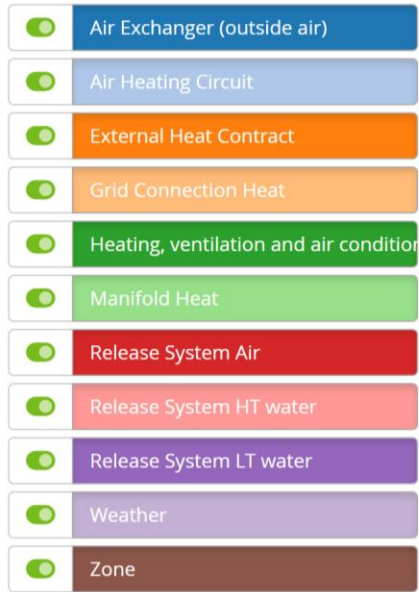 Air Exchanger (outside air)
Air Heating Circuit
External Heat Contract
Grid Connection Heat
Heating, ventilation and air condition
Manifold Heat
Release System Air
Release System HT water
Release System LT water
Weather
Zone